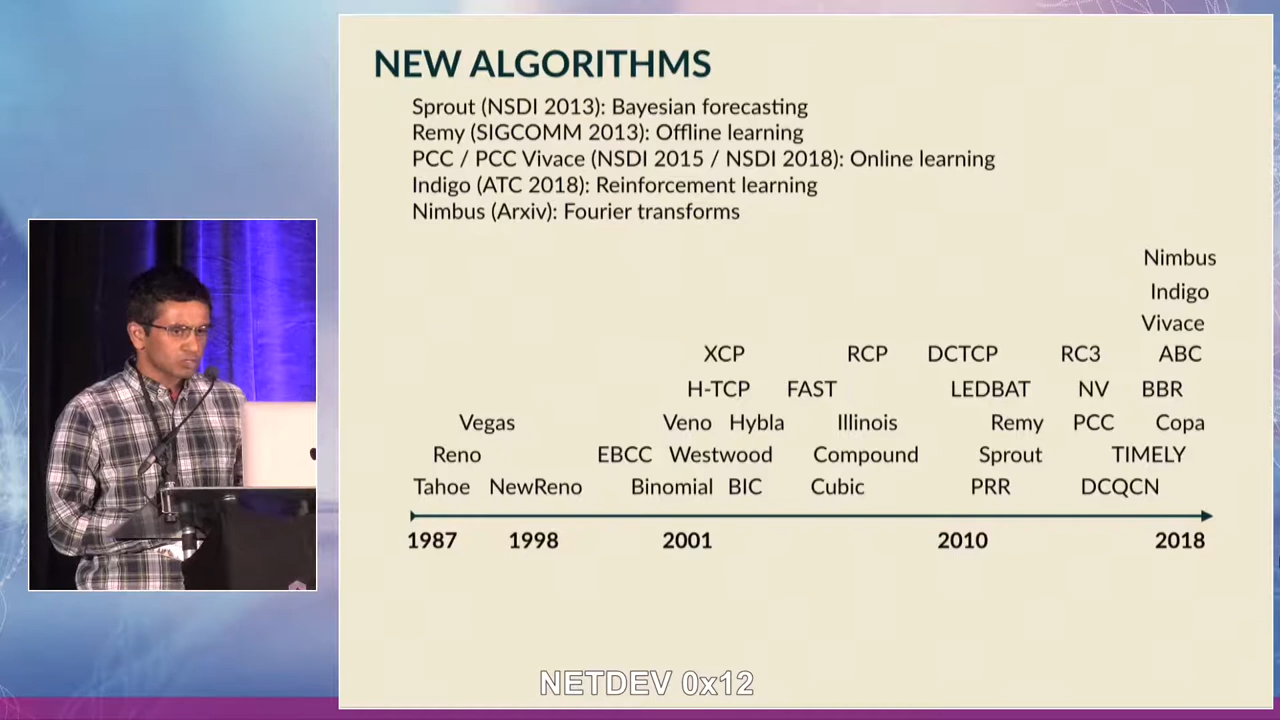 NEW ALGORITHMS
Sprout (NSDI 2013): Bayesian forecasting
Remy (SIGCOMM 2013): Offline learning
PCC / PCC Vivace (NSDI 2015 / NSDI 2018): Online learning
Indigo (ATC 2018): Reinforcement learning
Nimbus (Arxiv): Fourier transforms
Nimbus
Indigo
Vivace
XCP RCP DCTCP RC3 ABC
H-TCP FAST LEDBAT NV BBR
Vegas Veno Hybla Illinois Remy PCC Copa
Reno EBCC Westwood Compound Sprout TIMELY
Tahoe NewReno Binomial BIC Cubic PRR DCQCN
1987 1998 2001 2010 2018
NETDEV 0x12